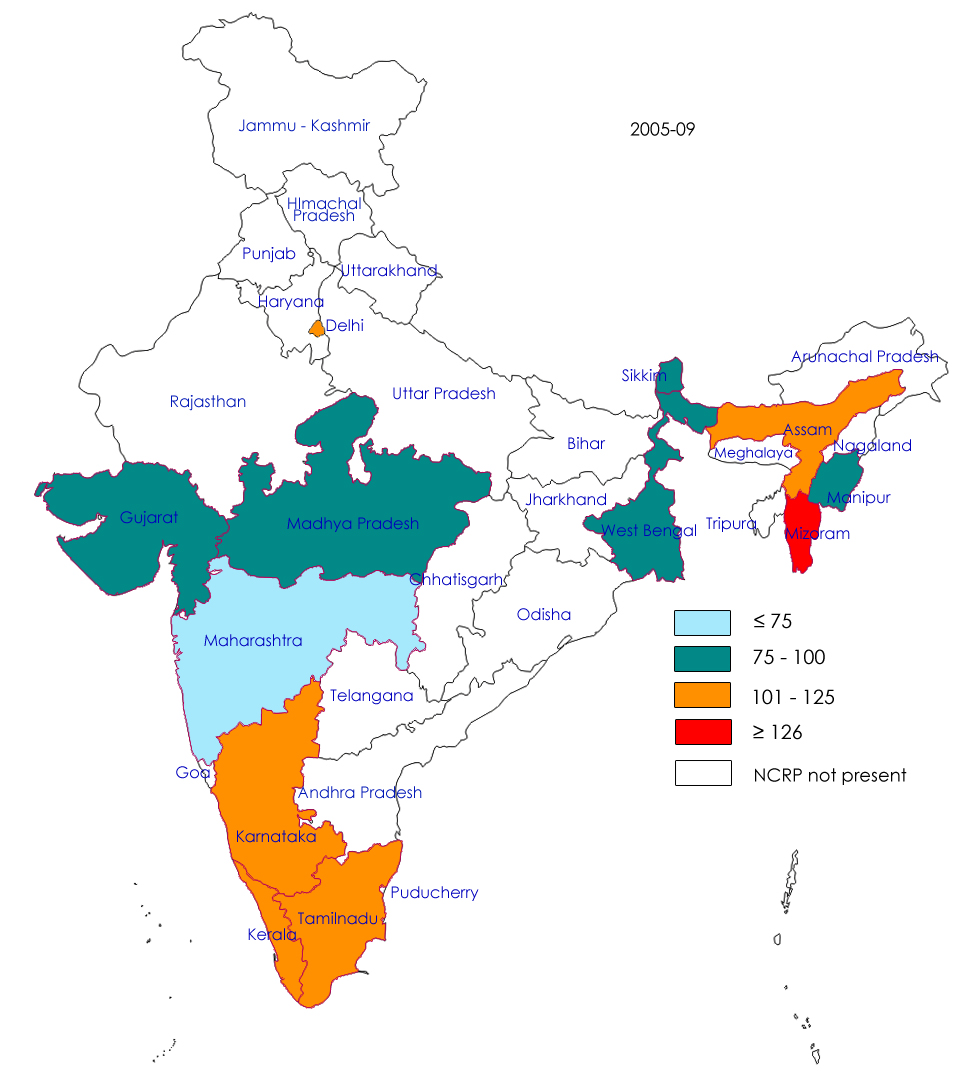 Jammu - Kashmir
2005-09
HImachal
Pradesh
Punjab
Uttarakhand
Haryana
Delhi
Arunachal Pradesh
Sikkim
Uttar Pradesh
Rajasthan
Assam
Bihar
Nagaland
Meghalaya
Jharkhand
Manipur
Gujarat
Madhya Pradesh
Tripura
West Bengal
Mizoram
Chhatisgarh
Odisha
≤ 75
Maharashtra
75 - 100
Telangana
101 - 125
≥ 126
Goa
NCRP not present
Andhra Pradesh
Karnataka
Puducherry
Tamilnadu
Kerala